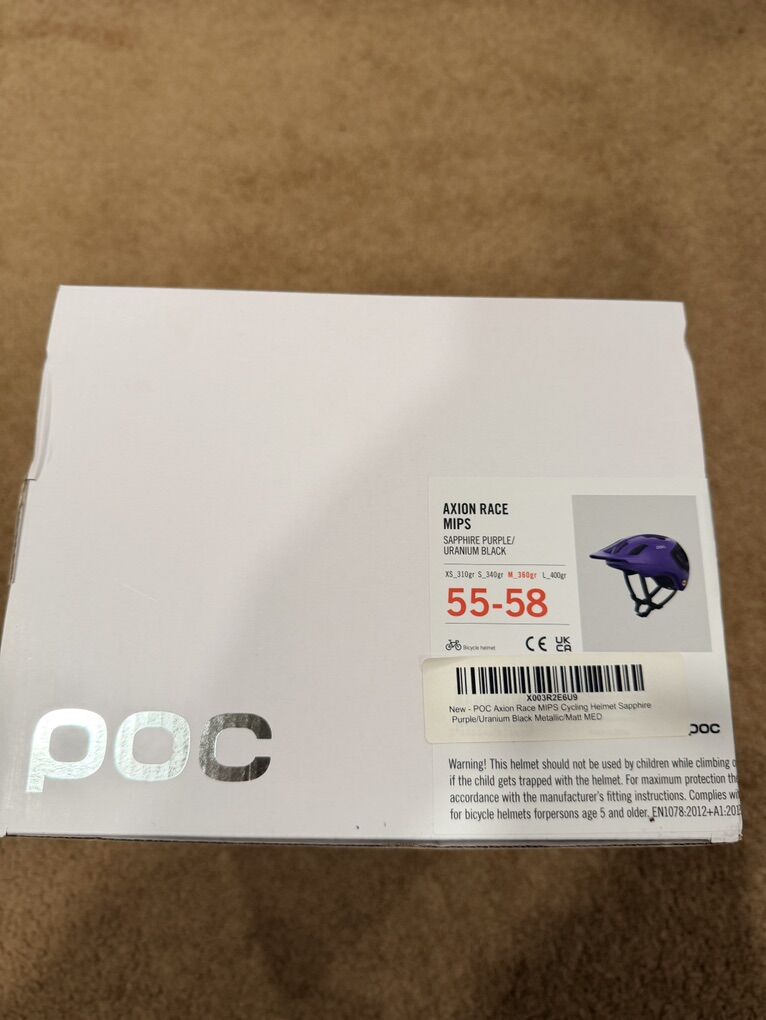 AXION RACE
MIPS
SAPPHIRE PURPLE/
URANIUM BLACK
XS_310gr S_340gr M_360gr L_400gr
55-58
Bicycle helmet CE UK
CA
X003R2E6U9
New - POC Axion Race MIPS Cycling Helmet Sapphire
Purple/Uranium Black Metallic/Matt MED
poc
poc
Warning! This helmet should not be used by children while climbing
if the child gets trapped with the helmet. For maximum protection
accordance with the manufacturer's fitting instructions. Complies
for bicycle helmets forpersons age 5 and older. EN1078:2012+A1:201